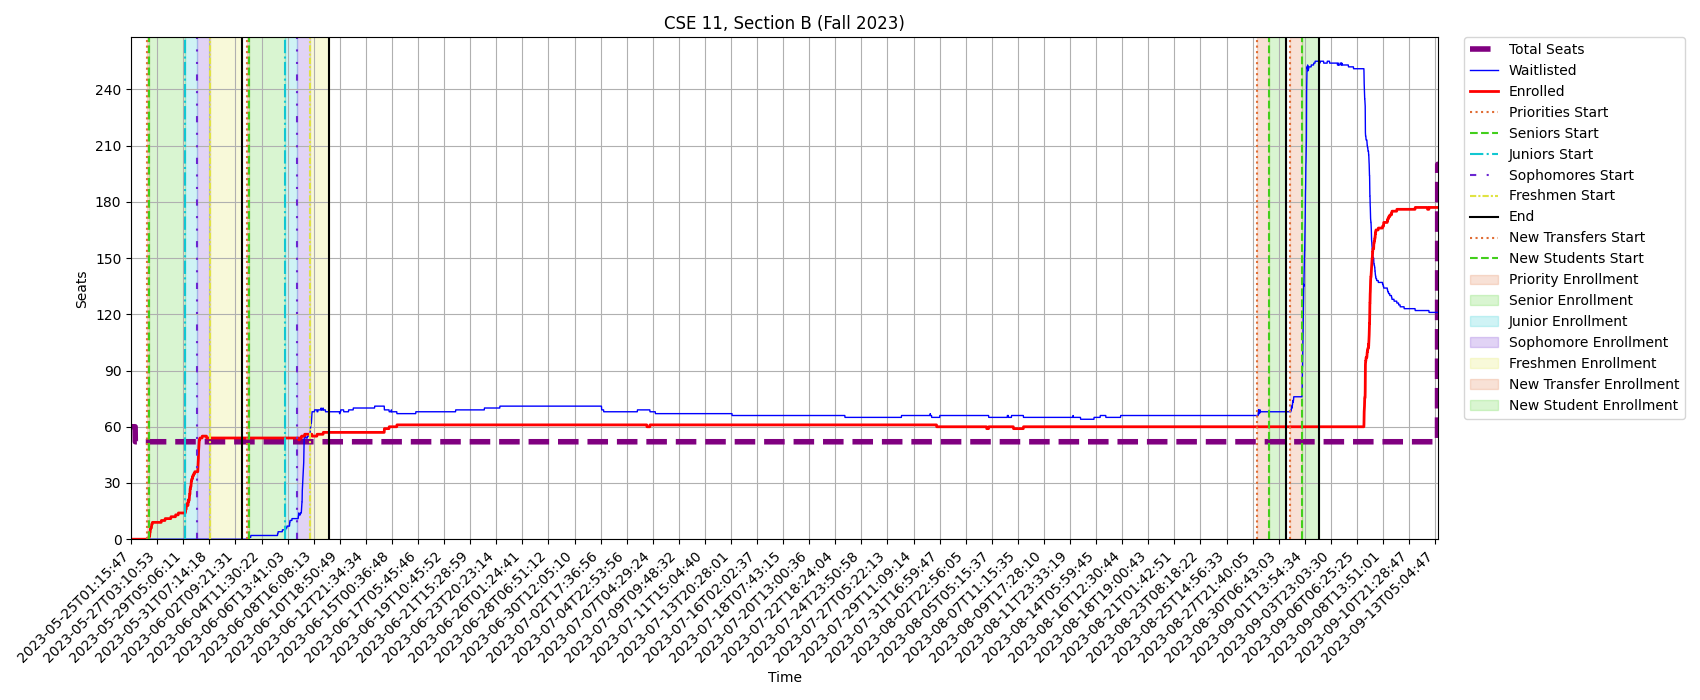 CSE 11, Section B (Fall 2023)
Seats
240
210
180
150
120
90
60
30
0
2023-05-25T01:15:47
2023-05-27T03:10:53
2023-05-29T05:06:11
2023-05-31T07:14:18
2023-06-02T09:21:31
2023-06-04T11:30:22
2023-06-06T13:41:03
2023-06-08T16:08:13
2023-06-10T18:50:49
2023-06-12T21:34:34
2023-06-15T00:36:48
2023-06-17T05:45:46
2023-06-19T10:45:52
2023-06-21T15:28:59
2023-06-23T20:23:14
2023-06-26T01:24:41
2023-06-28T06:51:12
2023-06-30T12:05:10
2023-07-02T17:36:56
2023-07-04T22:53:56
2023-07-07T04:29:24
2023-07-09T09:48:32
2023-07-11T15:04:40
2023-07-13T20:28:01
2023-07-16T02:02:37
2023-07-18T07:43:15
2023-07-20T13:00:36
2023-07-22T18:24:04
2023-07-24T23:50:58
2023-07-27T05:22:13
2023-07-29T11:09:14
2023-07-31T16:59:47
2023-08-02T22:56:05
2023-08-05T05:15:37
2023-08-07T11:15:35
2023-08-09T17:28:10
2023-08-11T23:33:19
2023-08-14T05:59:45
2023-08-16T12:30:44
2023-08-18T19:00:43
2023-08-21T01:42:51
2023-08-23T08:18:22
2023-08-25T14:56:33
2023-08-27T21:40:05
2023-08-30T06:43:03
2023-09-01T13:54:34
2023-09-03T23:03:30
2023-09-06T06:25:25
2023-09-08T13:51:01
2023-09-10T21:28:47
2023-09-13T05:04:47
Time
Total Seats
Waitlisted
Enrolled
Priorities Start
Seniors Start
Juniors Start
Sophomores Start
Freshmen Start
End
New Transfers Start
New Students Start
Priority Enrollment
Senior Enrollment
Junior Enrollment
Sophomore Enrollment
Freshmen Enrollment
New Transfer Enrollment
New Student Enrollment